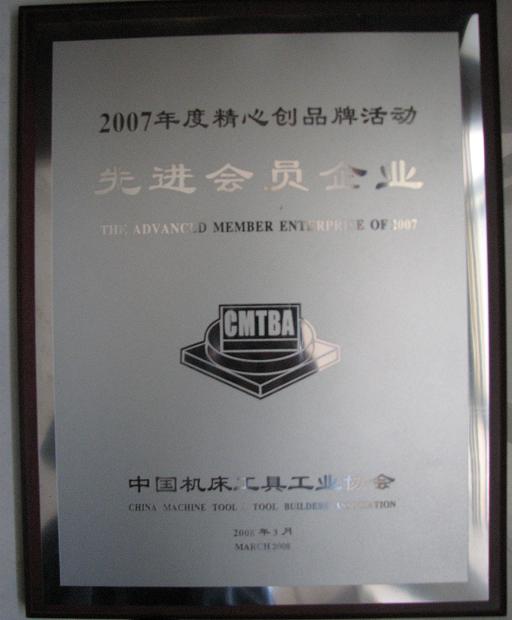 2007年度精心创品牌活动
先进会员企业
THE ADVANCED MEMBER ENTERPRISE OF 2007
CMTBA
中国机床工具工业协会
CHINA MACHINE TOOL & TOOL BUILDERS' ASSOCIATION
2008年3月
MARCH 2008